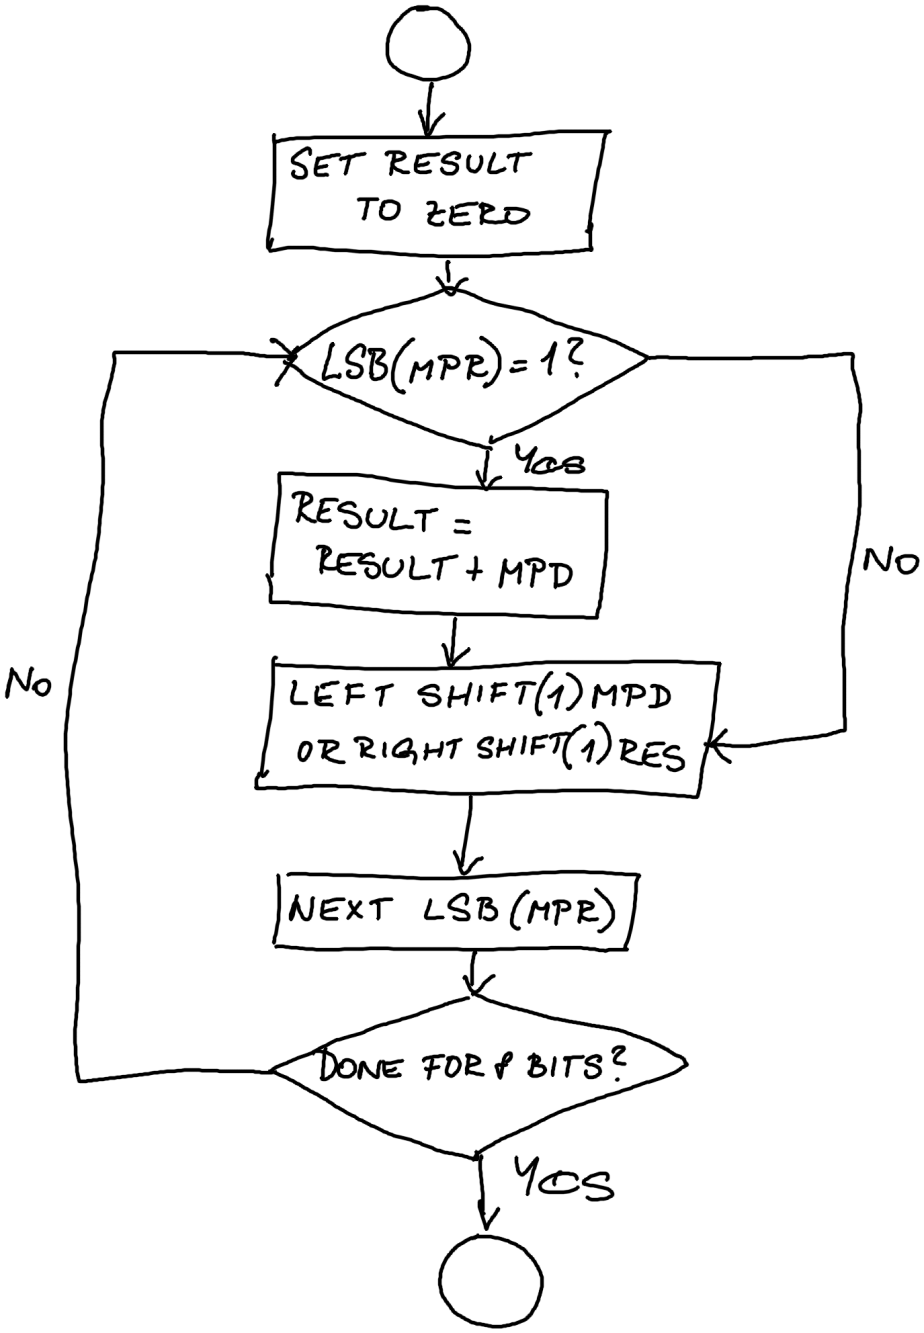 SET RESULT
TO ZERO
LSB(MPR)=1?
YES
RESULT =
RESULT + MPD
NO
LEFT SHIFT(1) MPD
OR RIGHT SHIFT(1) RES
NO
NEXT LSB (MPR)
DONE FOR 8 BITS?
YES